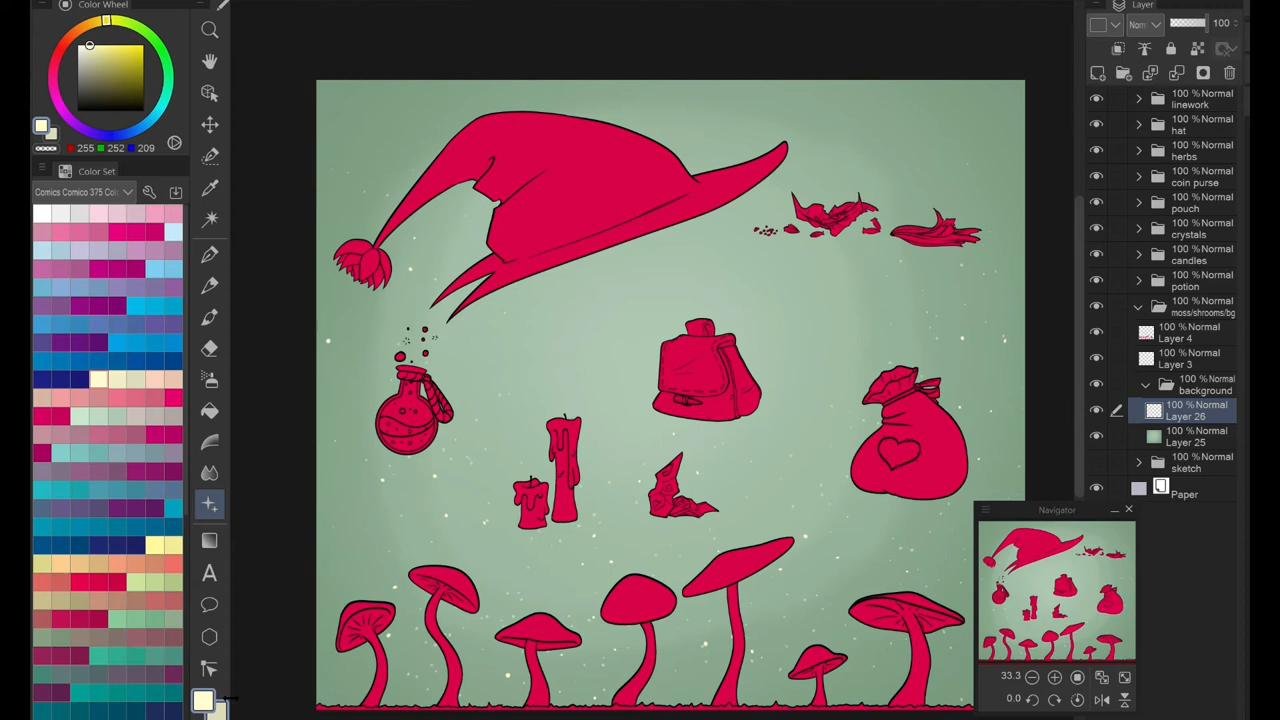 Color Wheel
255 252 209
Color Set
Comics Comico 375 Col
Layer
Nor
100
100 %Normal
linework
100 %Normal
hat
100 %Normal
herbs
100 %Normal
coin purse
100 %Normal
pouch
100 %Normal
crystals
100 %Normal
candles
100 %Normal
potion
100 %Normal
moss/shrooms/bg
100 %Normal
Layer 4
100 %Normal
Layer 3
100 %Normal
background
100 %Normal
Layer 26
100 %Normal
Layer 25
100 %Normal
sketch
Paper
Navigator
33.3
0.0
A